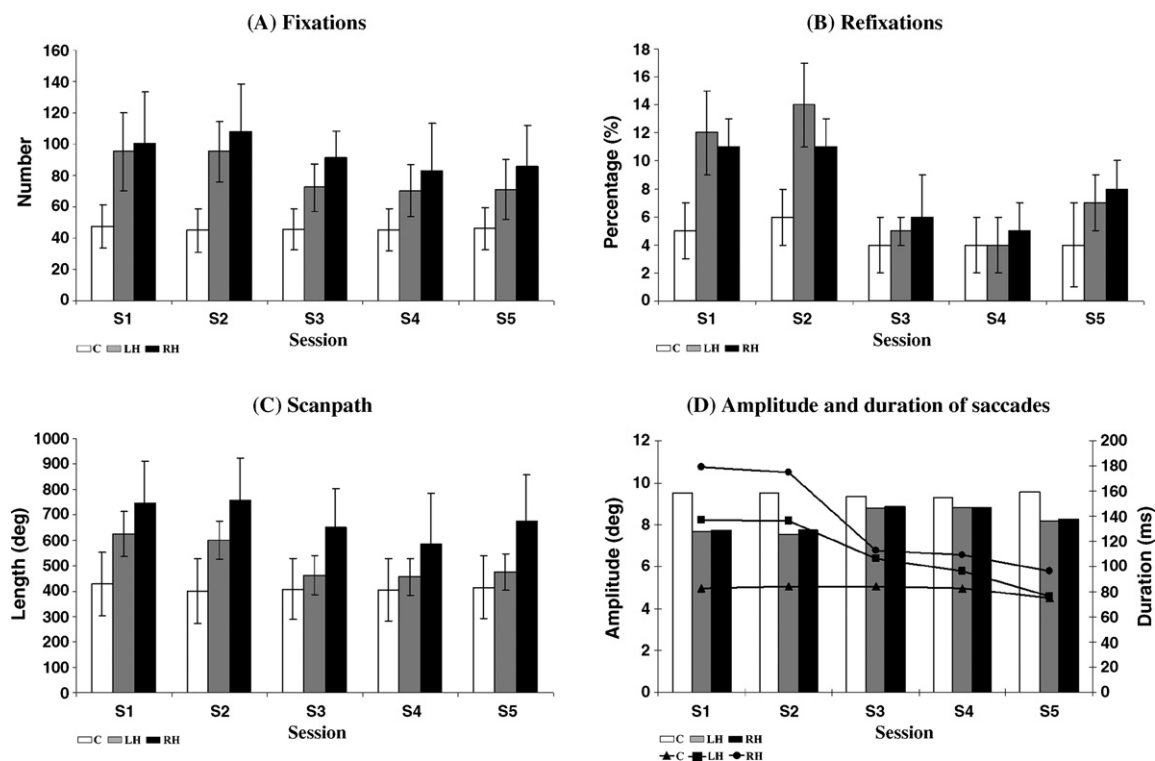 (A) Fixations
160
140
120
100
80
60
40
20
0
Number
S1 S2 S3 S4 S5
Session
C LH RH
(B) Refixations
18
16
14
12
10
8
6
4
2
0
Percentage (%)
S1 S2 S3 S4 S5
Session
C LH RH
(C) Scanpath
1000
900
800
700
600
500
400
300
200
100
0
Length (deg)
S1 S2 S3 S4 S5
Session
C LH RH
(D) Amplitude and duration of saccades
12
10
8
6
4
2
0
Amplitude (deg)
200
180
160
140
120
100
80
60
40
20
0
Duration (ms)
S1 S2 S3 S4 S5
Session
C LH RH
C LH RH